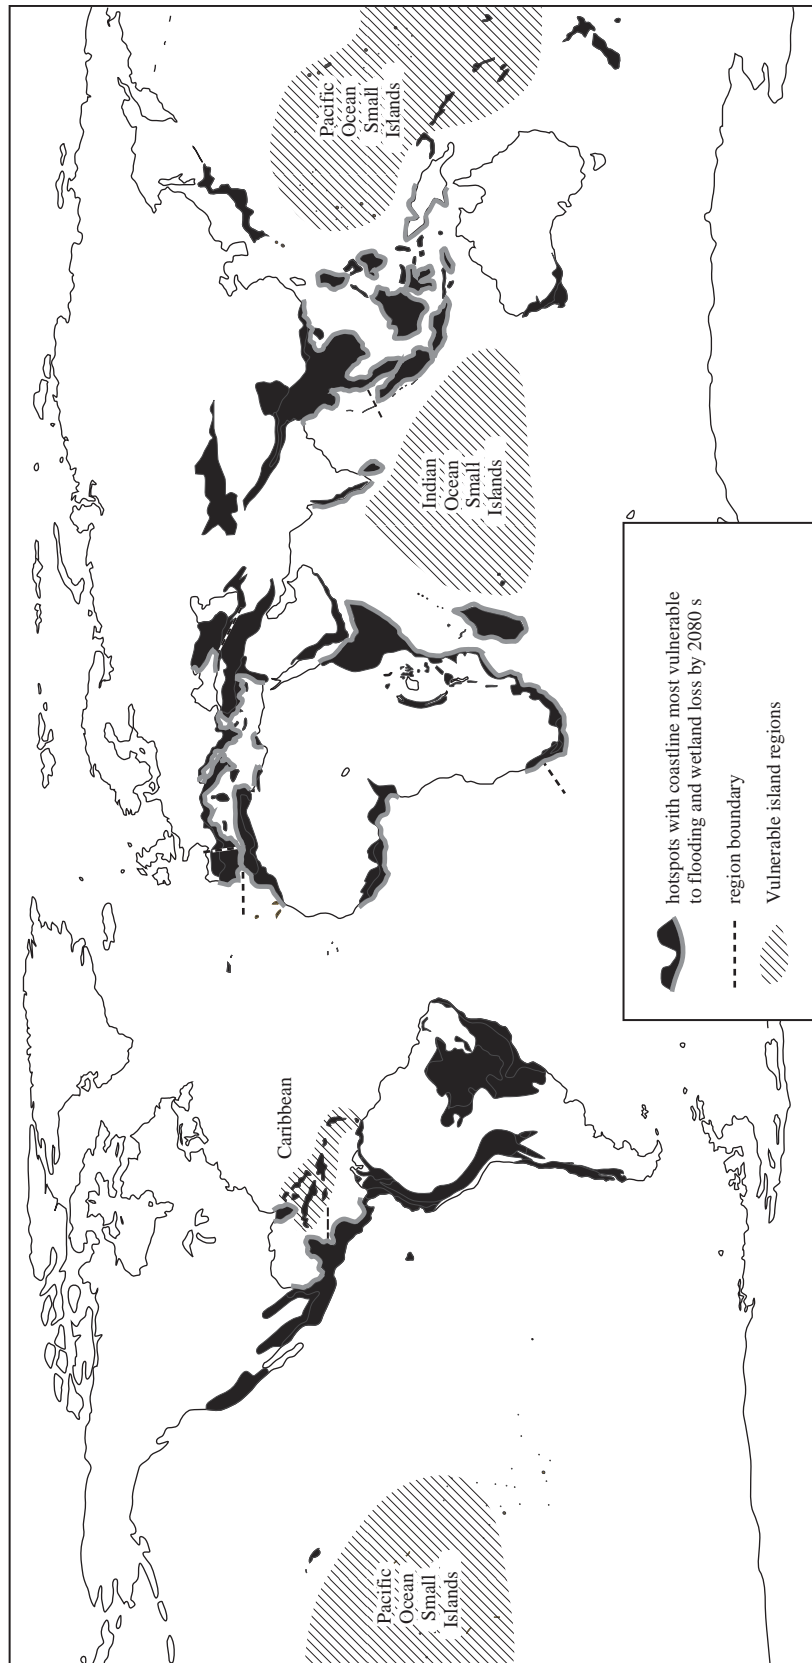 Pacific
Ocean
Small
Islands
Caribbean
Indian
Ocean
Small
Islands
Pacific
Ocean
Small
Islands
hotspots with coastline most vulnerable
to flooding and wetland loss by 2080 s
region boundary
Vulnerable island regions